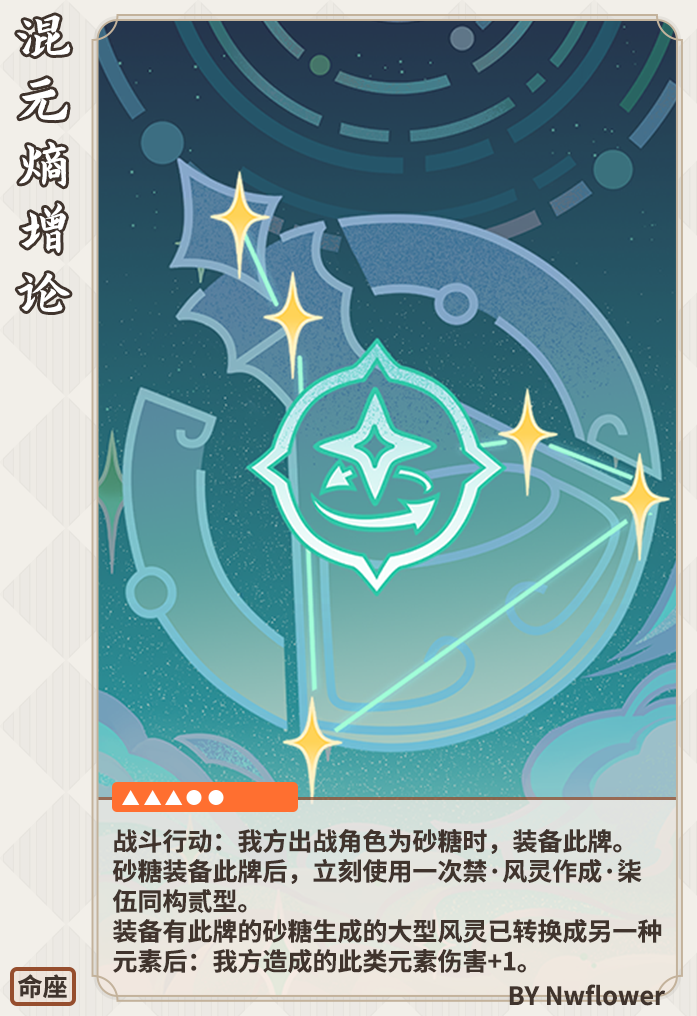 混元熵增论
战斗行动：我方出战角色为砂糖时，装备此牌。
砂糖装备此牌后，立刻使用一次禁·风灵作成·柒
伍同构贰型。
装备有此牌的砂糖生成的大型风灵已转换成另一种
元素后：我方造成的此类元素伤害+1。
命座
BY Nwflower